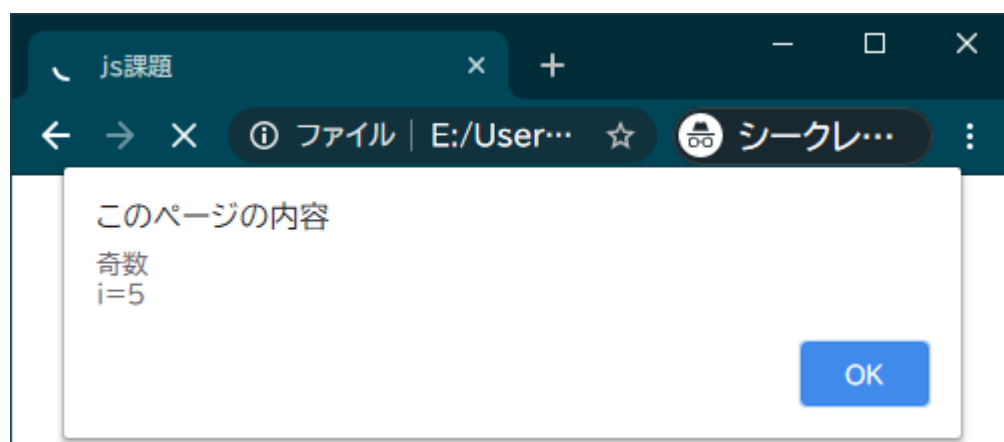 js課題
ファイル | E:/User… シークレ…
このページの内容
奇数
i=5
OK